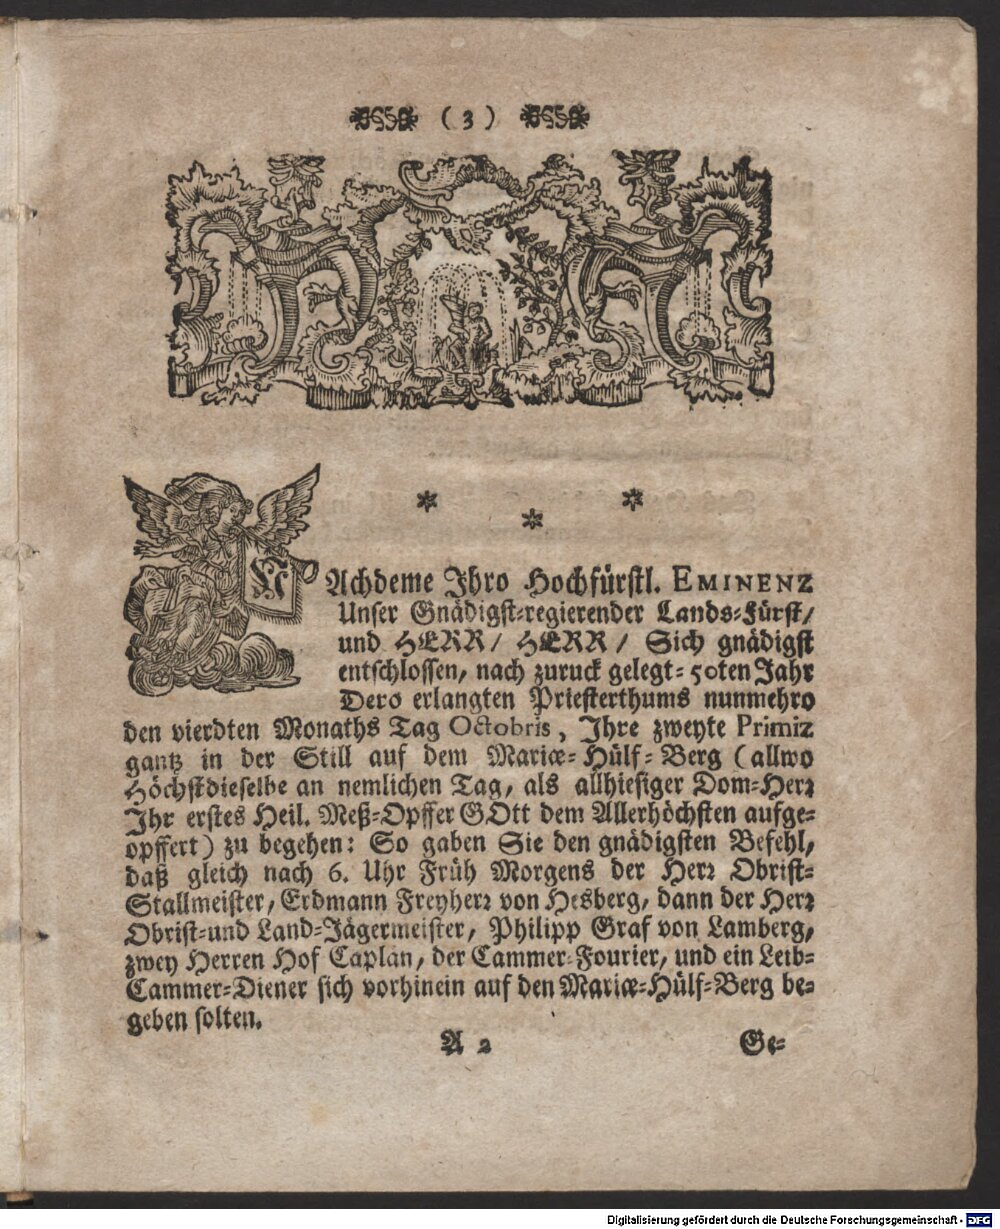 ( 3 )
* * *
NAchdeme Ihro Hochfürstl. EMINENZ
Unser Gnädigst-regierender Lands-Fürst/
und HERR/ HERR/ Sich gnädigst
entschlossen, nach zuruck gelegt-50ten Jahr
Dero erlangten Priesterthums nunmehro
den vierdten Monaths Tag Octobris, Ihre zweyte Primiz
gantz in der Still auf dem Mariæ-Hülf-Berg (allwo
Höchstdieselbe an nemlichen Tag, als allhiesiger Dom-Herr
Ihr erstes Heil. Meß-Opffer GOtt dem Allerhöchsten aufge-
opffert) zu begehen: So gaben Sie den gnädigsten Befehl,
daß gleich nach 6. Uhr Früh Morgens der Herr Obrist-
Stallmeister, Erdmann Freyherr von Hesberg, dann der Herr
Obrist-und Land-Jägermeister, Philipp Graf von Lamberg,
zwey Herren Hof Caplän, der Cammer-Fourier, und ein Leib-
Cammer-Diener sich vorhinein auf den Mariæ-Hülf-Berg be-
geben solten.
A 2 Ge-
Digitalisierung gefördert durch die Deutsche Forschungsgemeinschaft - DFG